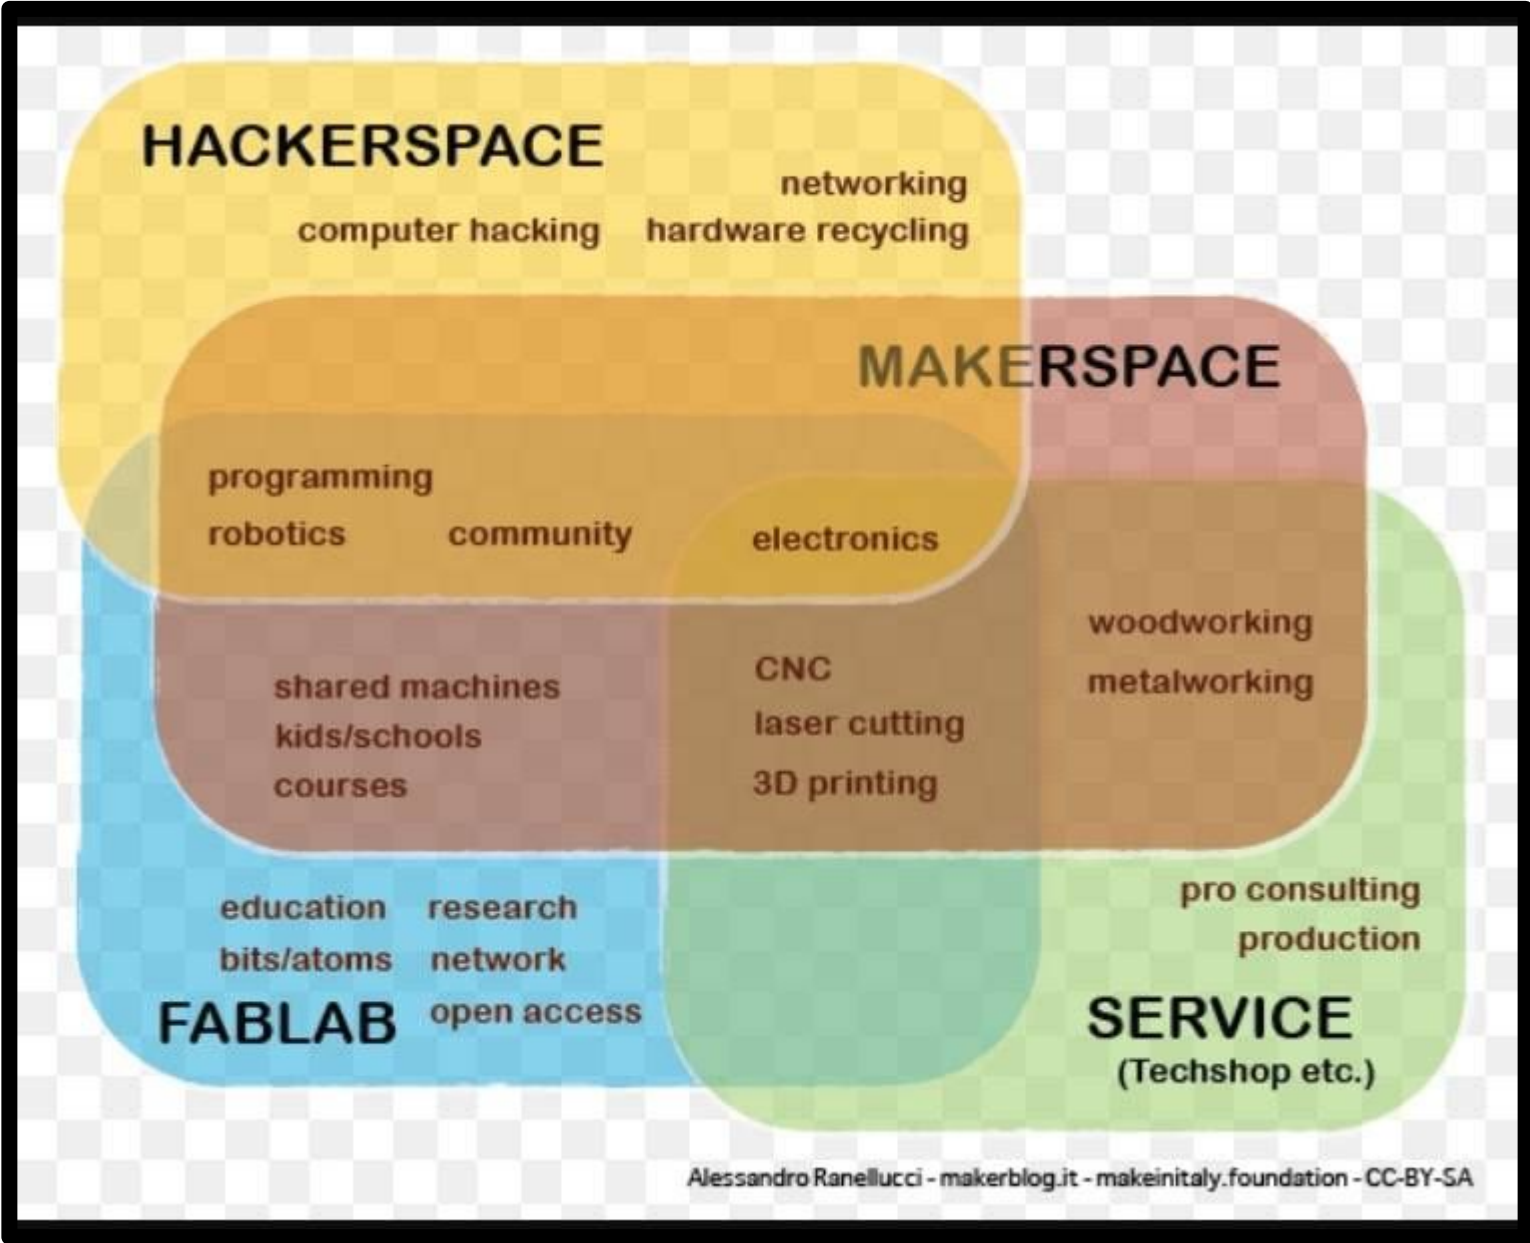 HACKERSPACE
networking
computer hacking hardware recycling
MAKERSPACE
programming
robotics community electronics
woodworking
metalworking
shared machines
kids/schools
courses
CNC
laser cutting
3D printing
education research
bits/atoms network
FABLAB open access
pro consulting
production
SERVICE
(Techshop etc.)
Alessandro Ranellucci - makerblog.it - makeinitaly.foundation - CC-BY-SA